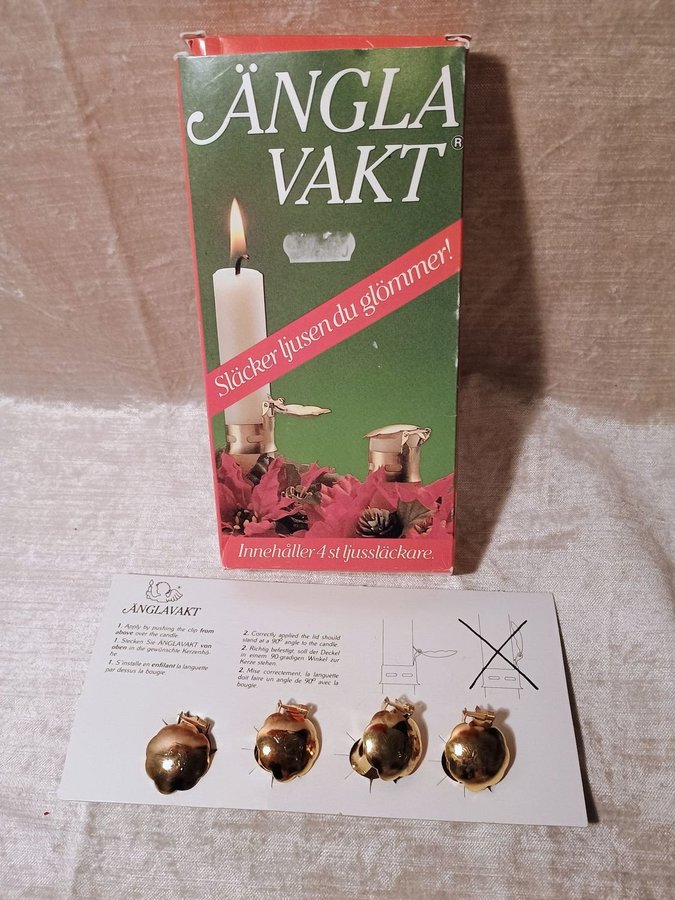 ÄNGLA
VAKT®
Släcker ljusen du glömmer!
Innehåller 4 st ljussläckare.
ÄNGLAVAKT
1. Apply by pushing the clip from
above over the candle.
1. Stecken Sie ÄNGLAVAKT von
oben in die gewünschte Kerzenhö-
he.
1. S'installe en enfilant la languette
par dessus la bougie.
2. Correctly applied the lid should
stand at a 90° angle to the candle.
2. Richtig befestigt, soll der Deckel
in einem 90-gradigen Winkel zur
Kerze stehen.
2. Mise correctement, la languette
doit faire un angle de 90° avec la
bougie.